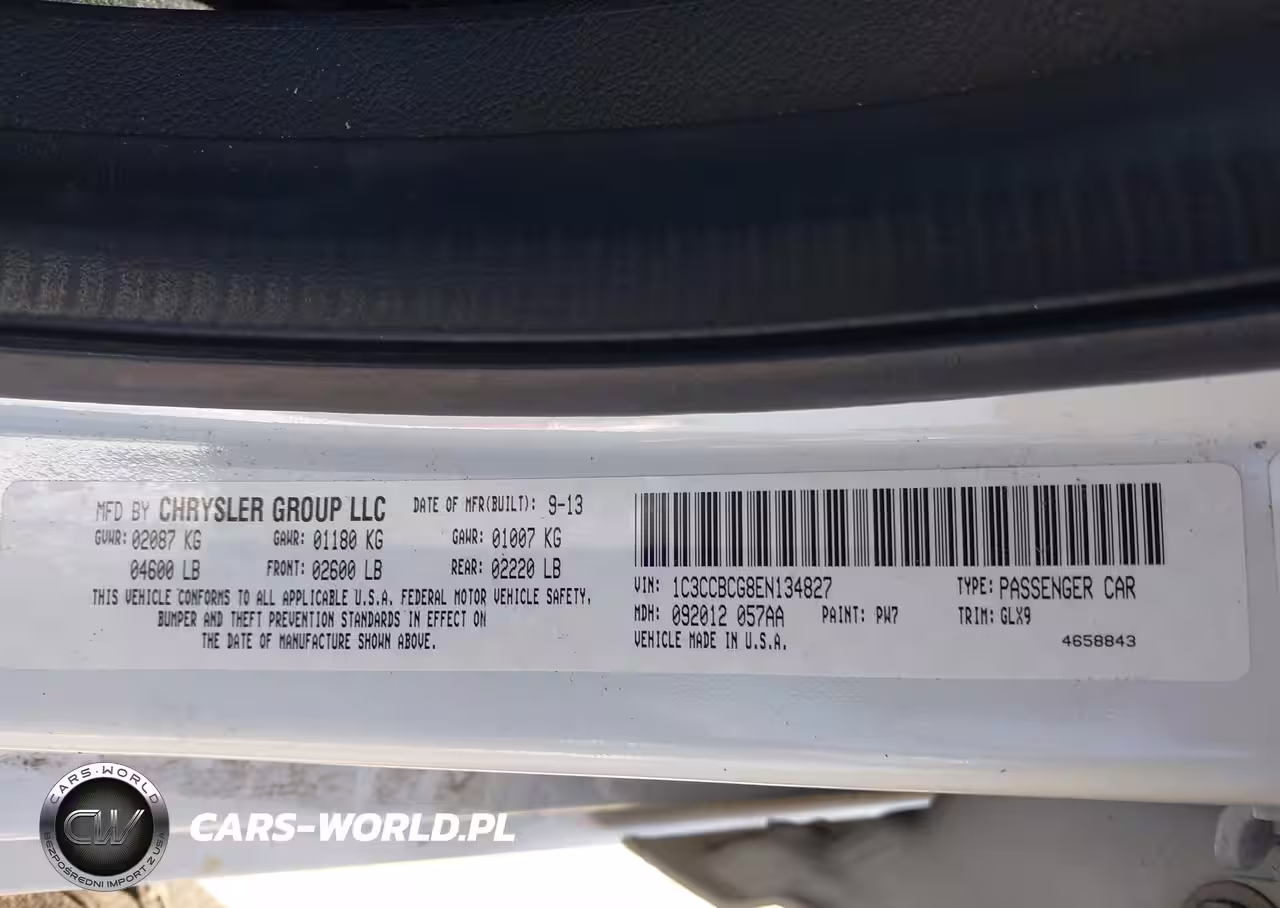 MFD BY CHRYSLER GROUP LLC DATE OF MFR(BUILT): 9-13
GVWR: 02087 KG GAWR: 01180 KG GAWR: 01007 KG
04600 LB FRONT: 02600 LB REAR: 02220 LB
THIS VEHICLE CONFORMS TO ALL APPLICABLE U.S.A. FEDERAL MOTOR VEHICLE SAFETY,
BUMPER AND THEFT PREVENTION STANDARDS IN EFFECT ON
THE DATE OF MANUFACTURE SHOWN ABOVE.
VIN: 1C3CCBCG8EN134827 TYPE: PASSENGER CAR
MDH: 092012 057AA PAINT: PW7 TRIM: GLX9
VEHICLE MADE IN U.S.A. 4658843
CARS-WORLD
CW
BEZPOŚREDNI IMPORT Z USA
CARS-WORLD.PL